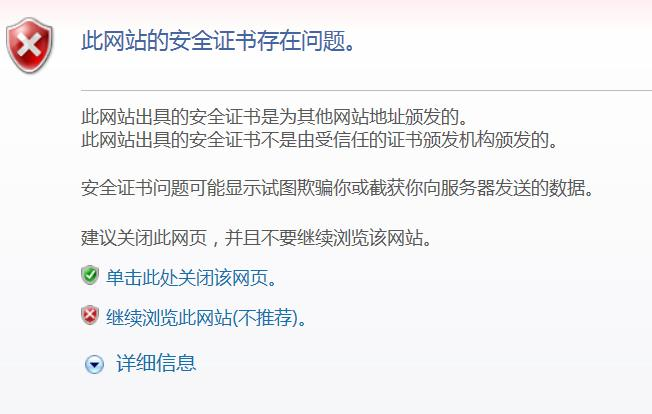 此网站的安全证书存在问题。
此网站出具的安全证书是为其他网站地址颁发的。
此网站出具的安全证书不是由受信任的证书颁发机构颁发的。
安全证书问题可能显示试图欺骗你或截获你向服务器发送的数据。
建议关闭此网页，并且不要继续浏览该网站。
单击此处关闭该网页。
继续浏览此网站(不推荐)。
详细信息